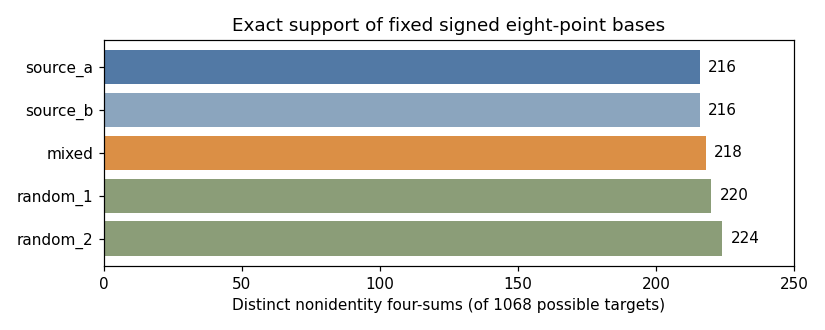 Exact support of fixed signed eight-point bases
source_a
216
source_b
216
mixed
218
random_1
220
random_2
224
0
50
100
150
200
250
Distinct nonidentity four-sums (of 1068 possible targets)